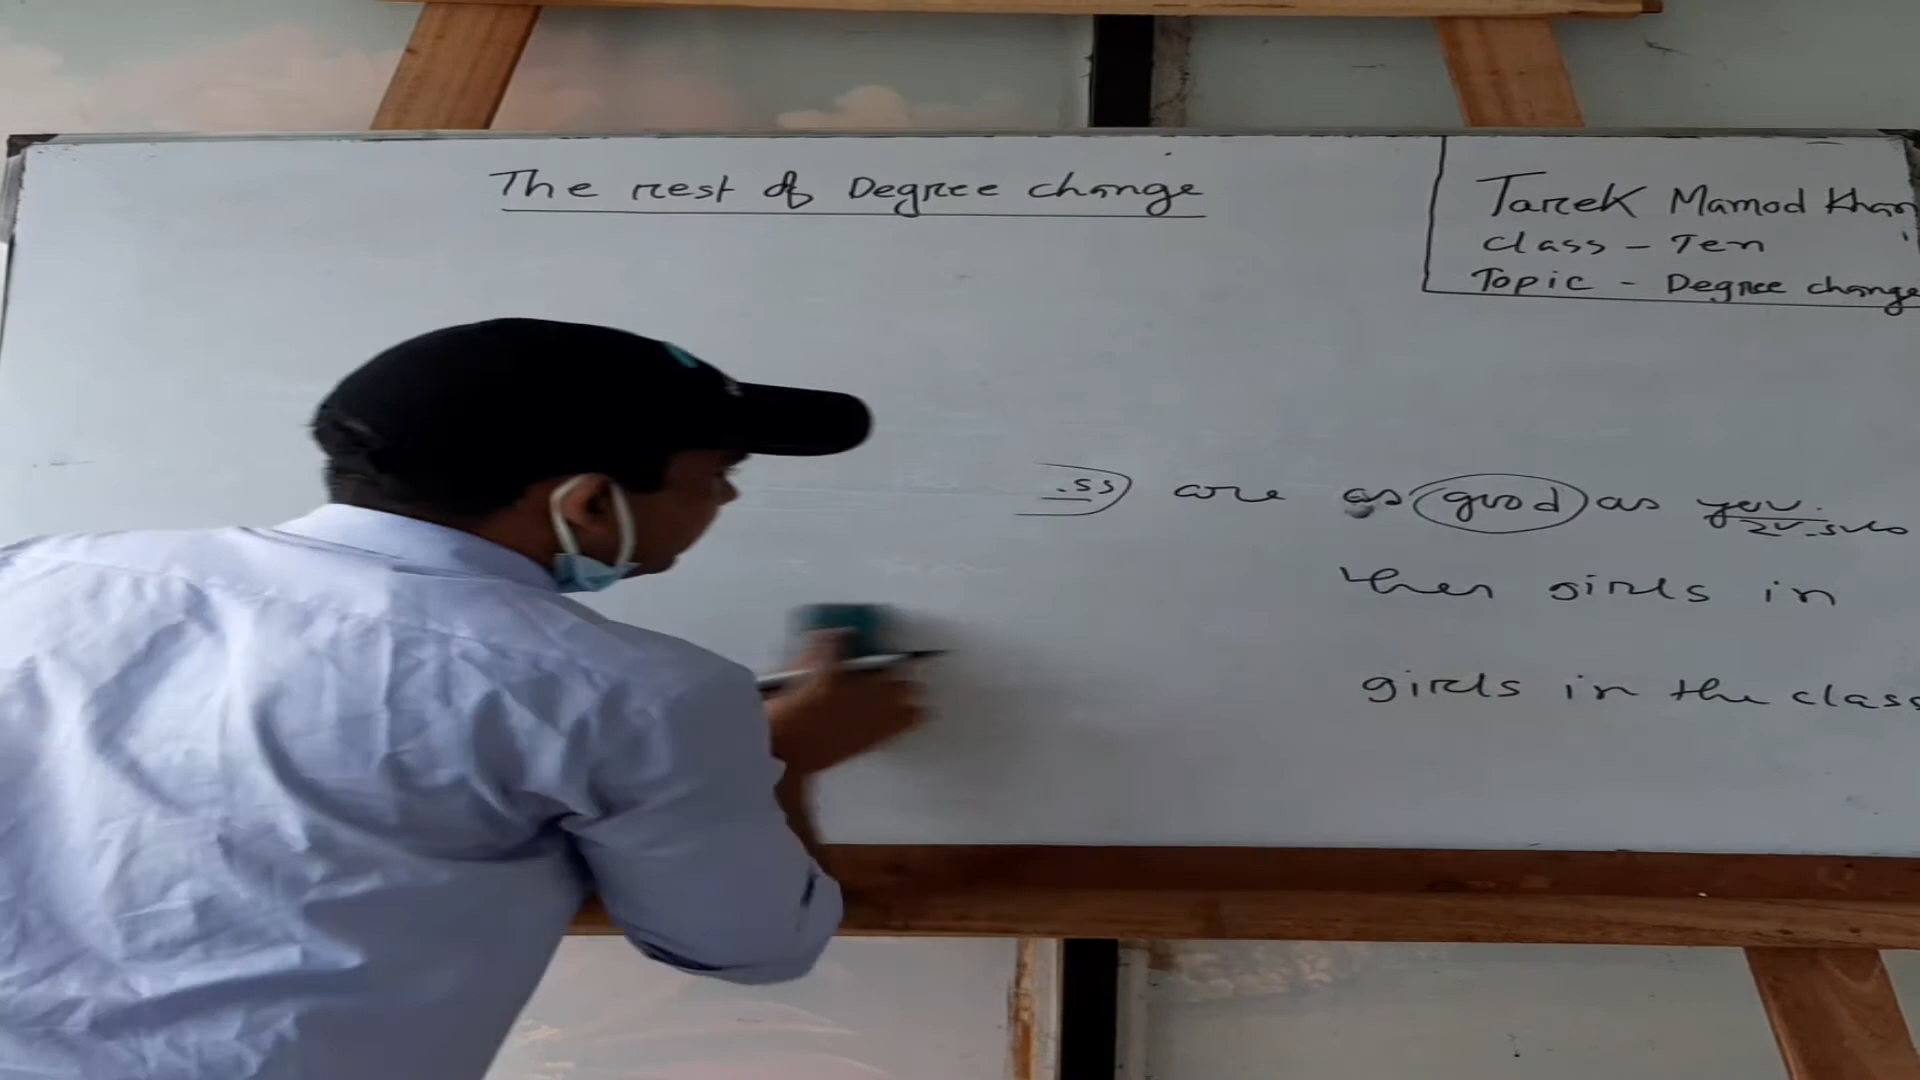 The rest of Degree change
Tarek Mamod Khan
Class - Ten
Topic - Degree change
ss are as good as you.
girls in
girls in the class